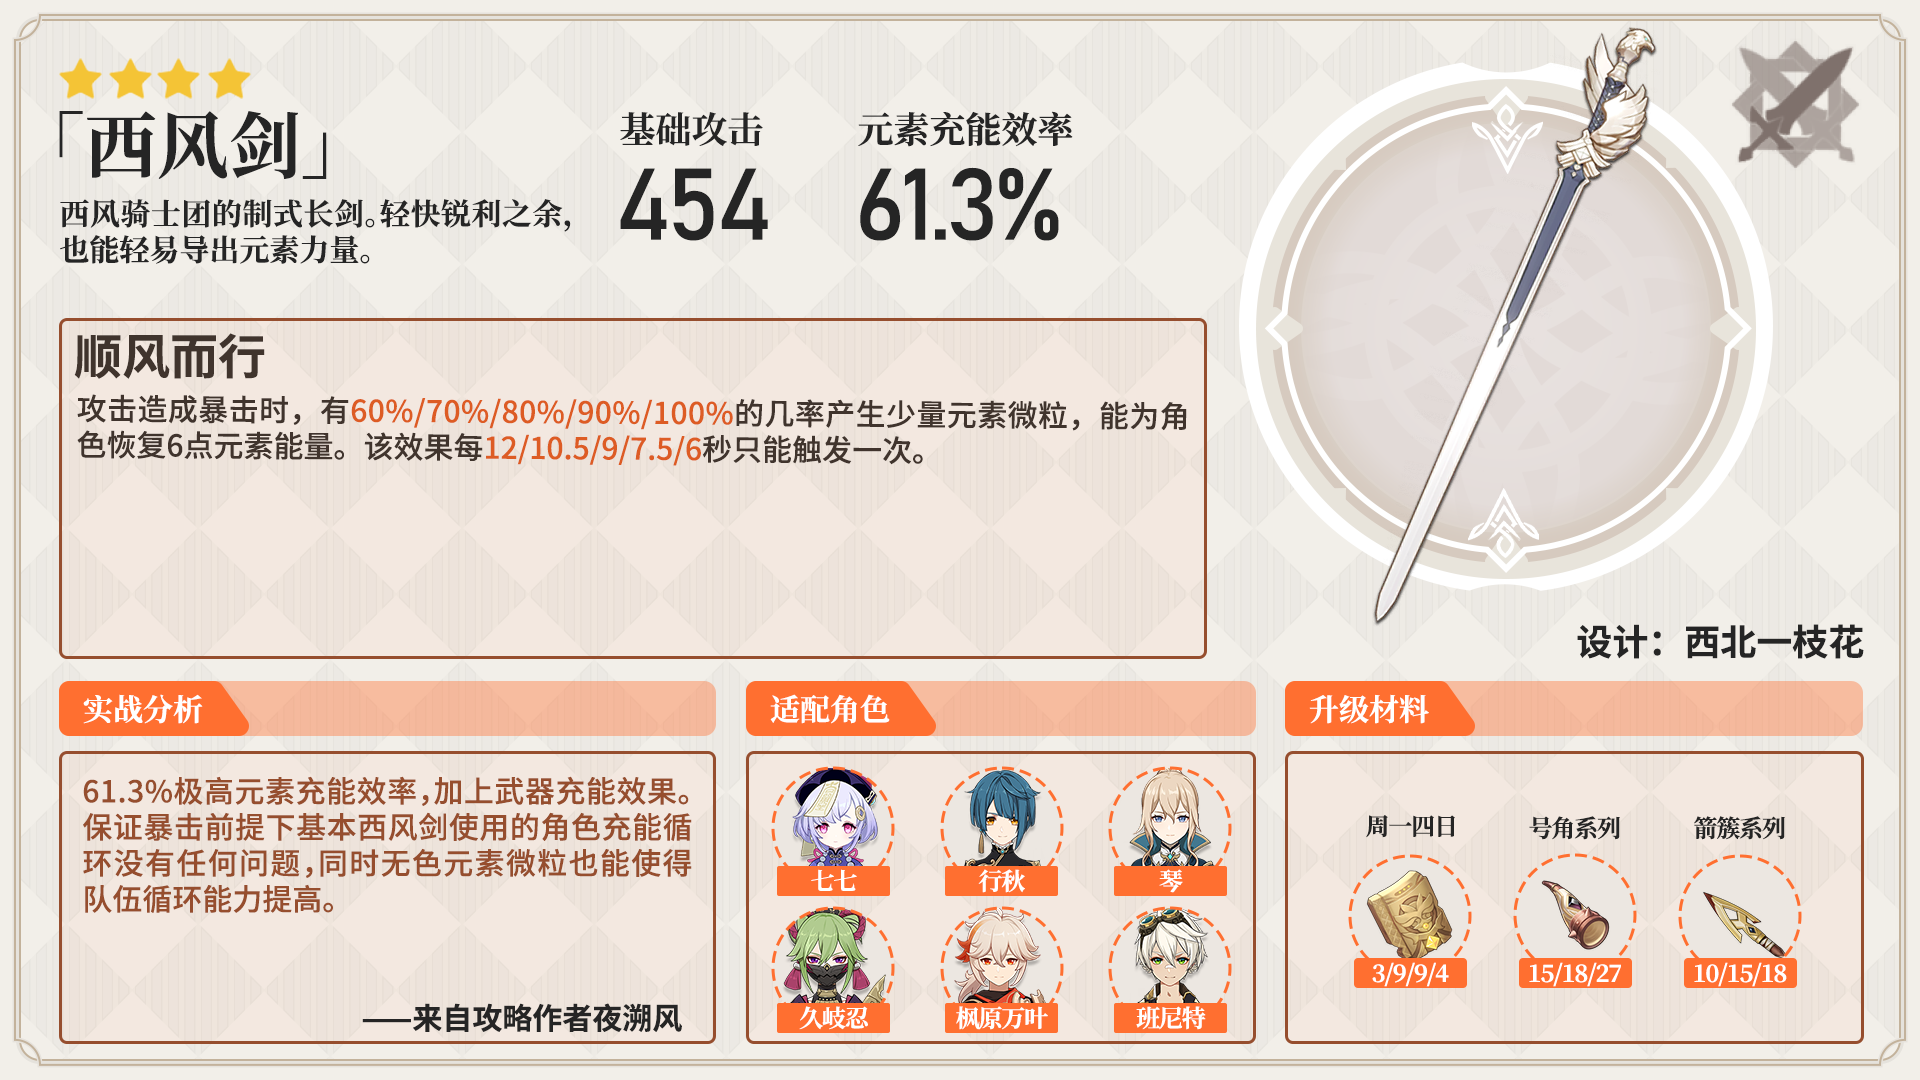 「西风剑」
西风骑士团的制式长剑。轻快锐利之余,
也能轻易导出元素力量。
基础攻击
454
元素充能效率
61.3%
顺风而行
攻击造成暴击时，有60%/70%/80%/90%/100%的几率产生少量元素微粒，能为角
色恢复6点元素能量。该效果每12/10.5/9/7.5/6秒只能触发一次。
设计：西北一枝花
实战分析
61.3%极高元素充能效率,加上武器充能效果。
保证暴击前提下基本西风剑使用的角色充能循
环没有任何问题,同时无色元素微粒也能使得
队伍循环能力提高。
——来自攻略作者夜溯风
适配角色
七七
行秋
琴
久岐忍
枫原万叶
班尼特
升级材料
周一四日
号角系列
箭簇系列
3/9/9/4
15/18/27
10/15/18